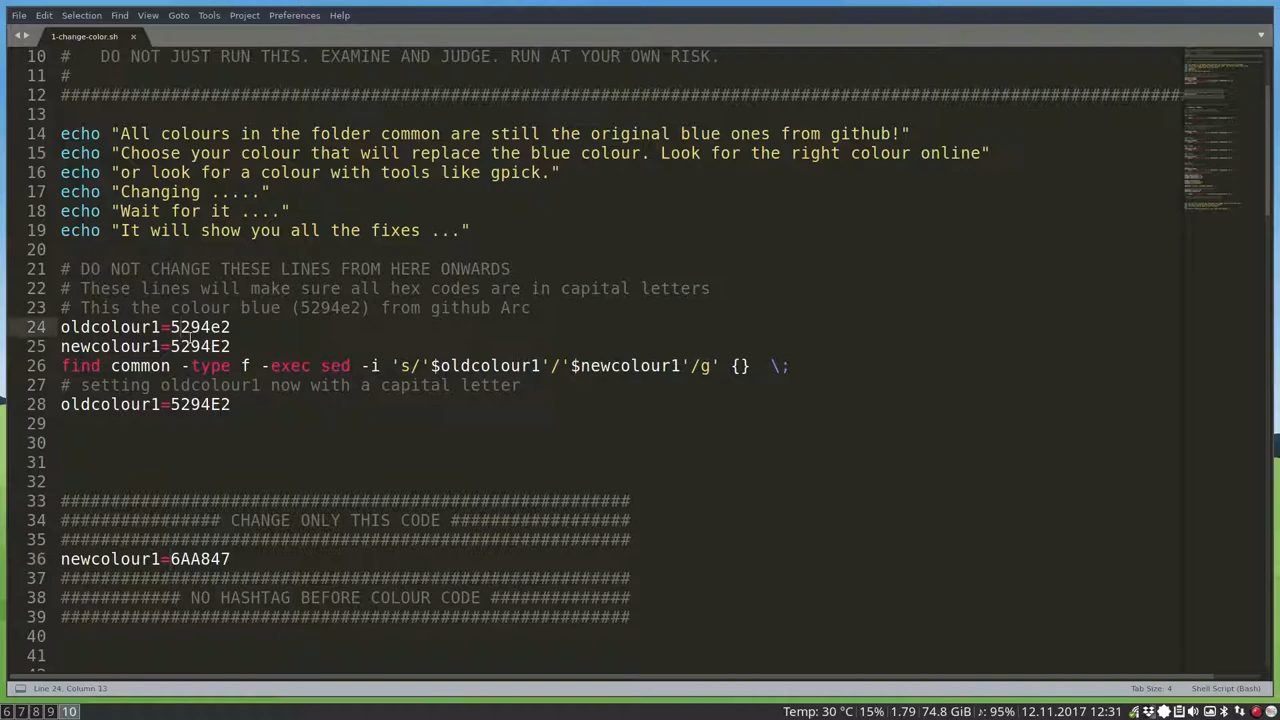 File Edit Selection Find View Goto Tools Project Preferences Help
1-change-color.sh ×
10 #   DO NOT JUST RUN THIS. EXAMINE AND JUDGE. RUN AT YOUR OWN RISK.
11 #
12 ################################################################################################################
13
14 echo "All colours in the folder common are still the original blue ones from github!"
15 echo "Choose your colour that will replace the blue colour. Look for the right colour online"
16 echo "or look for a colour with tools like gpick."
17 echo "Changing ....."
18 echo "Wait for it ...."
19 echo "It will show you all the fixes ..."
20
21 # DO NOT CHANGE THESE LINES FROM HERE ONWARDS
22 # These lines will make sure all hex codes are in capital letters
23 # This the colour blue (5294e2) from github Arc
24 oldcolour1=5294e2
25 newcolour1=5294E2
26 find common -type f -exec sed -i 's/'$oldcolour1'/'$newcolour1'/g' {}  \;
27 # setting oldcolour1 now with a capital letter
28 oldcolour1=5294E2
29
30
31
32
33 #########################################################
34 ################ CHANGE ONLY THIS CODE ##################
35 #########################################################
36 newcolour1=6AA847
37 #########################################################
38 ############ NO HASHTAG BEFORE COLOUR CODE ##############
39 #########################################################
40
41
Line 24, Column 13 Tab Size: 4 Shell Script (Bash)
6 7 8 9 10 Temp: 30 °C 15% 1.79 74.8 GiB ♪: 95% 12.11.2017 12:31